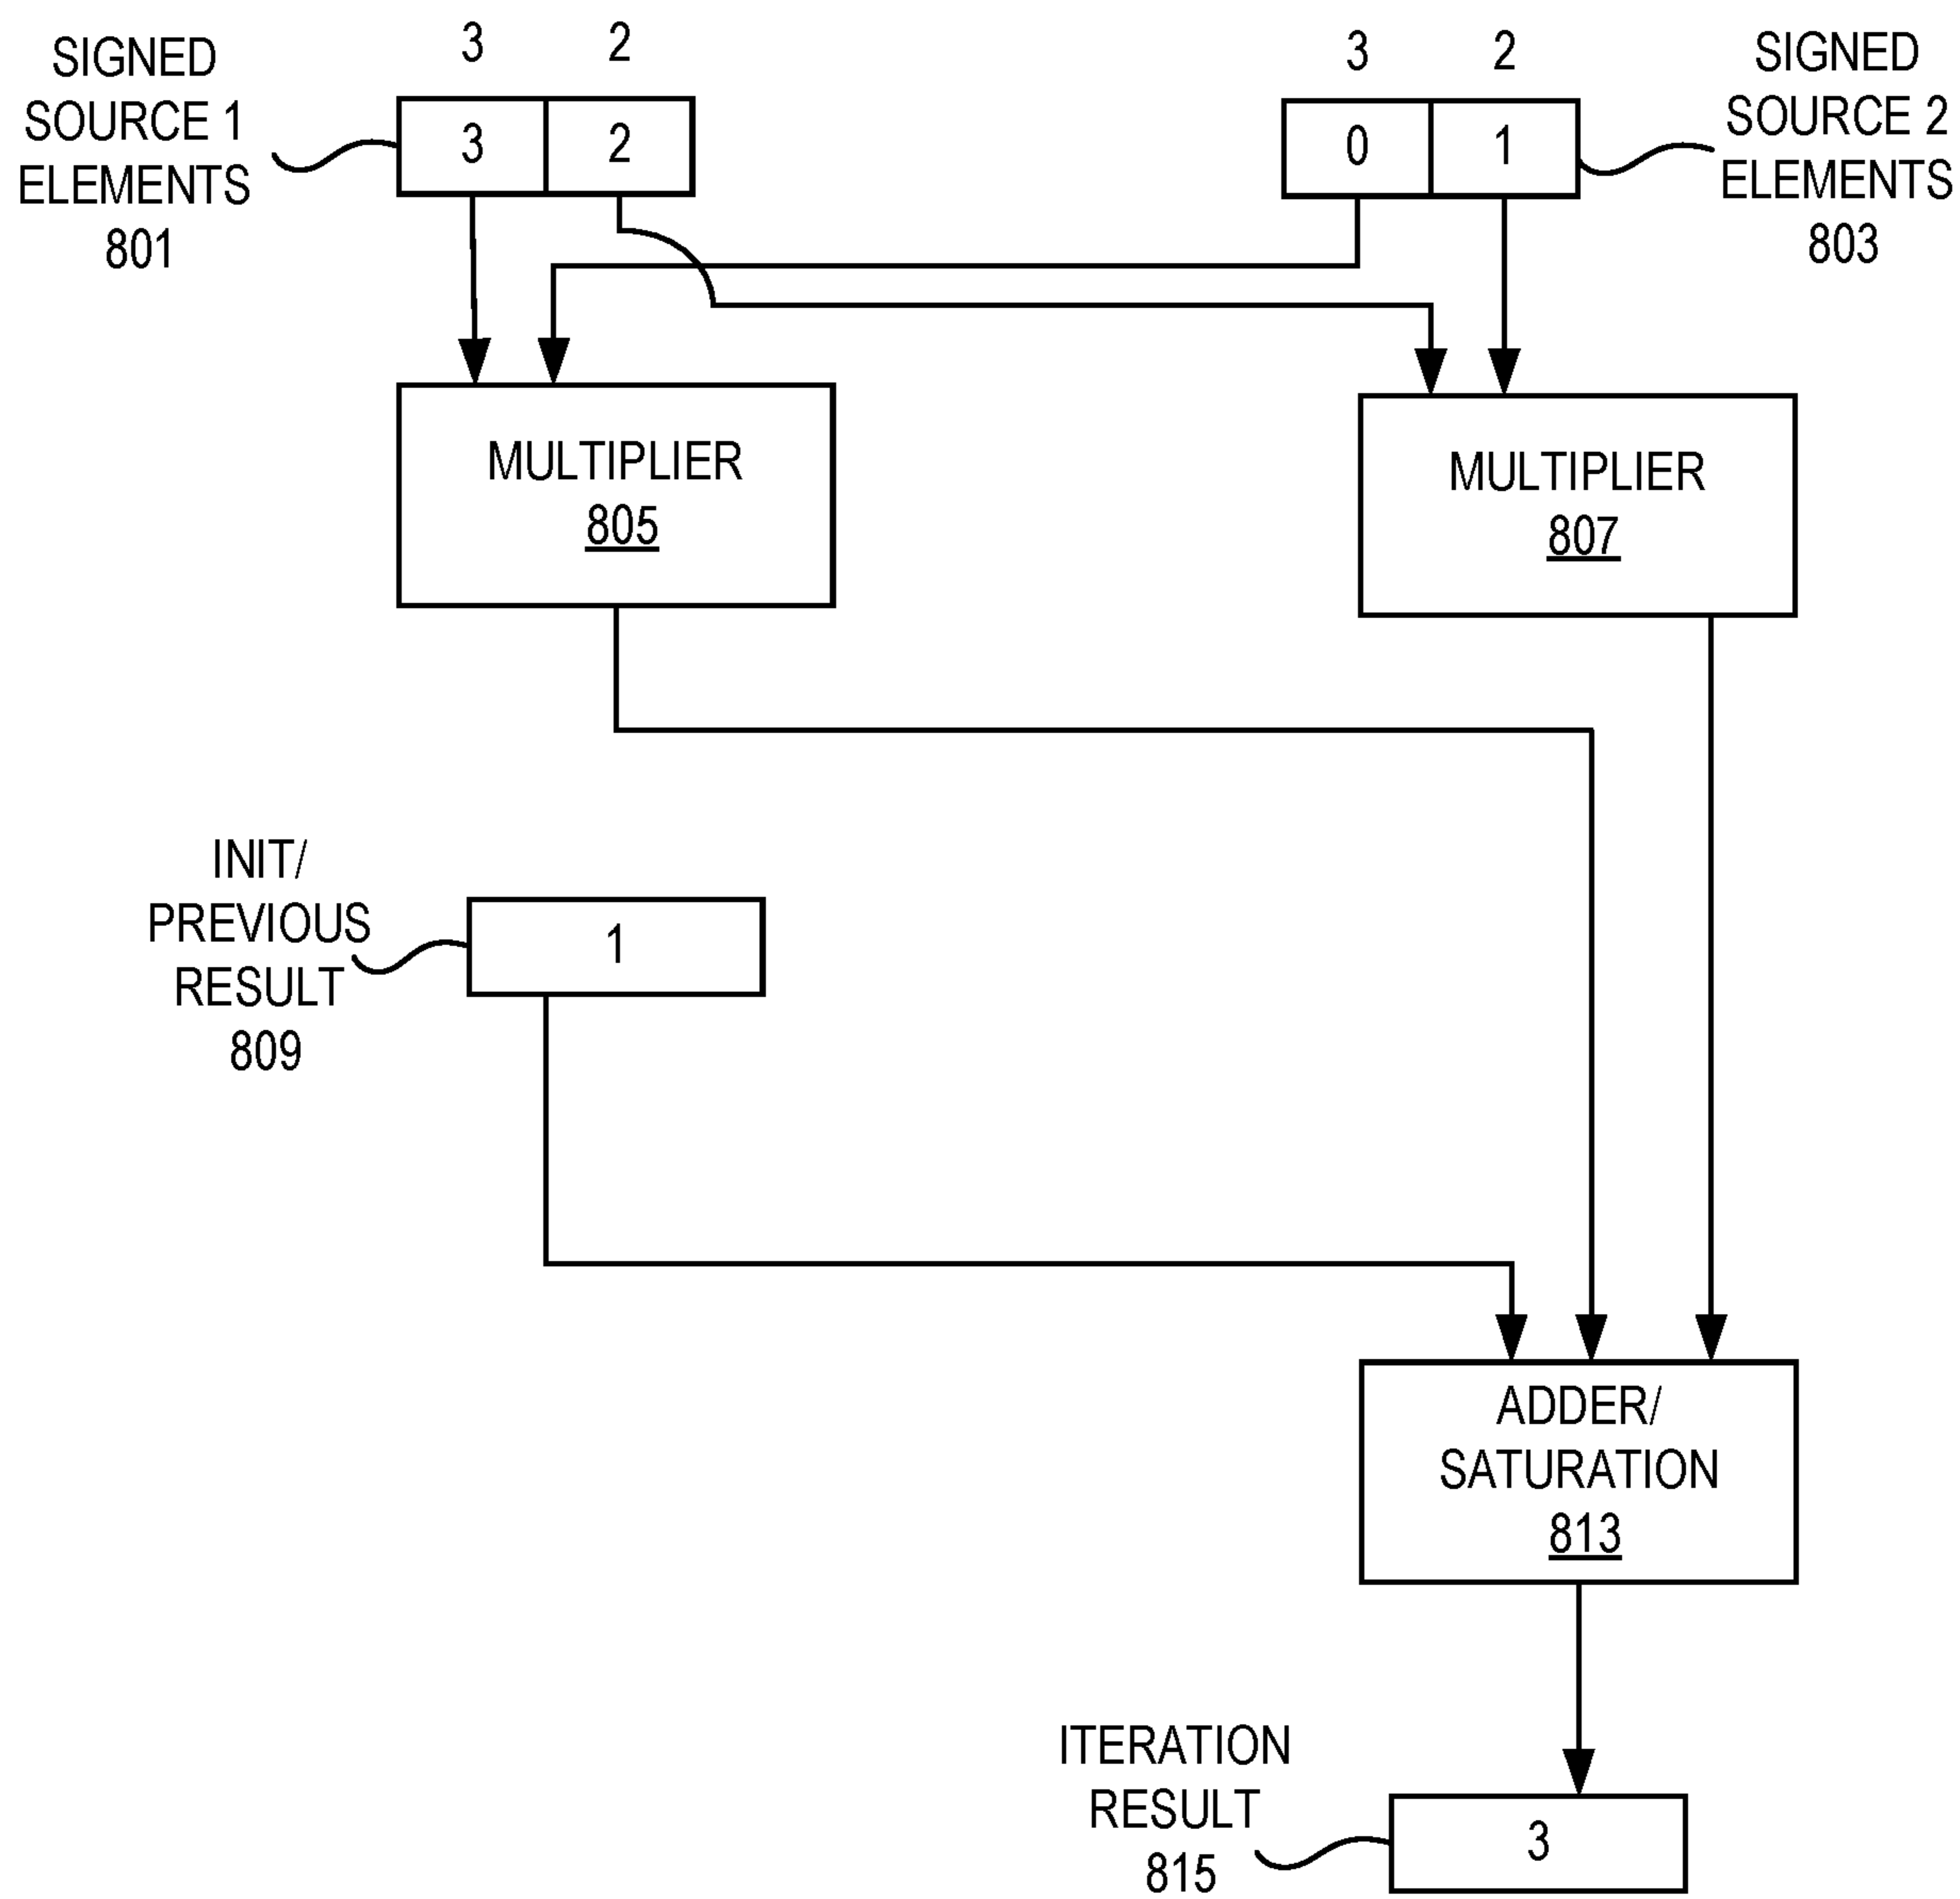 SIGNED
SOURCE 1
ELEMENTS
801
3 2
3 2
3 2
0 1
SIGNED
SOURCE 2
ELEMENTS
803
MULTIPLIER
805
MULTIPLIER
807
INIT/
PREVIOUS
RESULT
809
1
ADDER/
SATURATION
813
ITERATION
RESULT
815
3